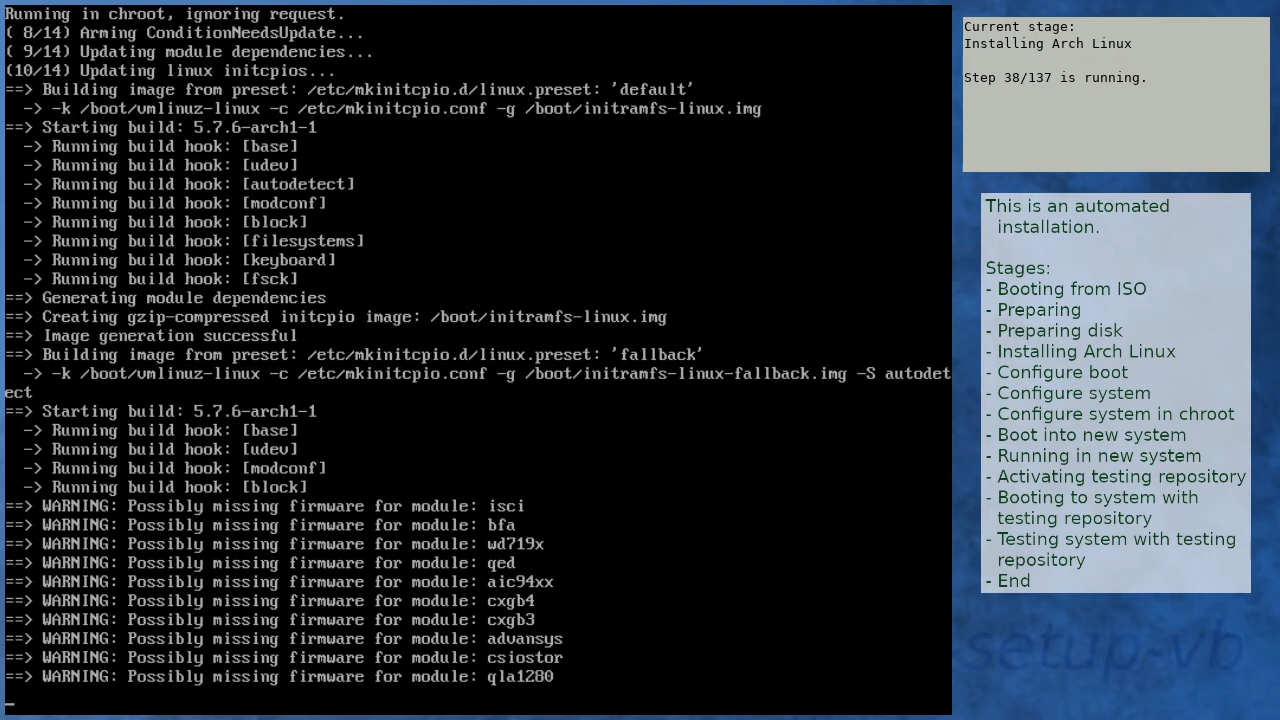 Running in chroot, ignoring request.
( 8/14) Arming ConditionNeedsUpdate...
( 9/14) Updating module dependencies...
(10/14) Updating linux initcpios...
==> Building image from preset: /etc/mkinitcpio.d/linux.preset: 'default'
  -> -k /boot/vmlinuz-linux -c /etc/mkinitcpio.conf -g /boot/initramfs-linux.img
==> Starting build: 5.7.6-arch1-1
  -> Running build hook: [base]
  -> Running build hook: [udev]
  -> Running build hook: [autodetect]
  -> Running build hook: [modconf]
  -> Running build hook: [block]
  -> Running build hook: [filesystems]
  -> Running build hook: [keyboard]
  -> Running build hook: [fsck]
==> Generating module dependencies
==> Creating gzip-compressed initcpio image: /boot/initramfs-linux.img
==> Image generation successful
==> Building image from preset: /etc/mkinitcpio.d/linux.preset: 'fallback'
  -> -k /boot/vmlinuz-linux -c /etc/mkinitcpio.conf -g /boot/initramfs-linux-fallback.img -S autodet
ect
==> Starting build: 5.7.6-arch1-1
  -> Running build hook: [base]
  -> Running build hook: [udev]
  -> Running build hook: [modconf]
  -> Running build hook: [block]
==> WARNING: Possibly missing firmware for module: isci
==> WARNING: Possibly missing firmware for module: bfa
==> WARNING: Possibly missing firmware for module: wd719x
==> WARNING: Possibly missing firmware for module: qed
==> WARNING: Possibly missing firmware for module: aic94xx
==> WARNING: Possibly missing firmware for module: cxgb4
==> WARNING: Possibly missing firmware for module: cxgb3
==> WARNING: Possibly missing firmware for module: advansys
==> WARNING: Possibly missing firmware for module: csiostor
==> WARNING: Possibly missing firmware for module: qla1280
_
Current stage:
Installing Arch Linux
Step 38/137 is running.
This is an automated
installation.
Stages:
- Booting from ISO
- Preparing
- Preparing disk
- Installing Arch Linux
- Configure boot
- Configure system
- Configure system in chroot
- Boot into new system
- Running in new system
- Activating testing repository
- Booting to system with
testing repository
- Testing system with testing
repository
- End
setup-vb